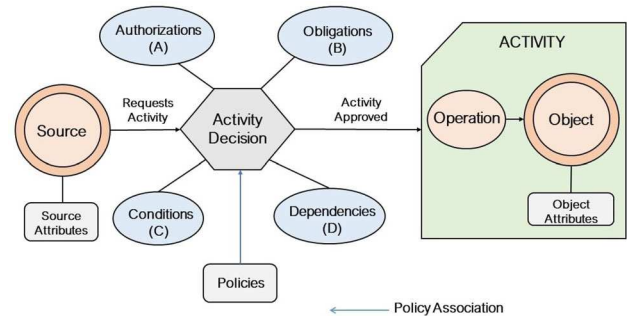 Authorizations
(A)
Obligations
(B)
ACTIVITY
Requests
Activity
Activity
Approved
Source
Activity
Decision
Operation
Object
Source
Attributes
Conditions
(C)
Dependencies
(D)
Object
Attributes
Policies
Policy Association